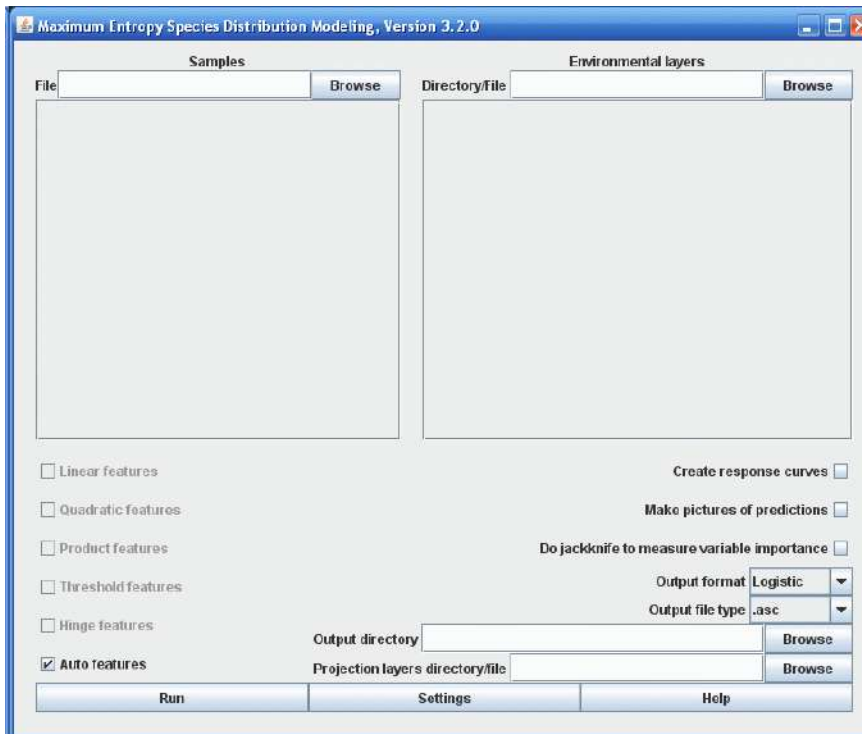 Maximum Entropy Species Distribution Modeling, Version 3.2.0
Samples
Environmental layers
File
Browse
Directory/File
Browse
Linear features
Quadratic features
Product features
Threshold features
Hinge features
Auto features
Create response curves
Make pictures of predictions
Do jackknife to measure variable importance
Output format Logistic
Output file type .asc
Output directory
Browse
Projection layers directory/file
Browse
Run
Settings
Help